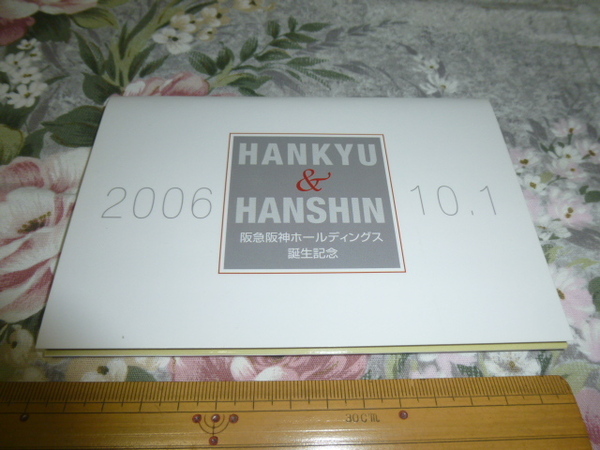 HANKYU
&
HANSHIN
2006 10.1
阪急阪神ホールディングス
誕生記念
30C㎜